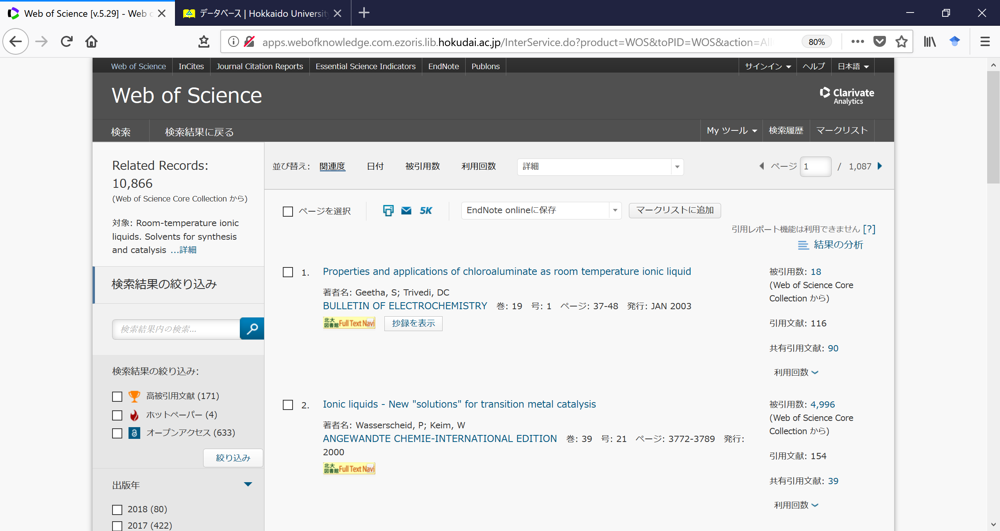 Web of Science [v.5.29] - Web
データベース | Hokkaido University
apps.webofknowledge.com.ezoris.lib.hokudai.ac.jp/InterService.do?product=WOS&toPID=WOS&action=All
80%
Web of Science InCites Journal Citation Reports Essential Science Indicators EndNote Publons サインイン ヘルプ 日本語
Web of Science
Clarivate
Analytics
検索 検索結果に戻る My ツール 検索履歴 マークリスト
Related Records:
10,866
(Web of Science Core Collection から)
対象: Room-temperature ionic
liquids. Solvents for synthesis
and catalysis ...詳細
検索結果の絞り込み
検索結果内の検索...
検索結果の絞り込み:
高被引用文献 (171)
ホットペーパー (4)
オープンアクセス (633)
絞り込み
出版年
2018 (80)
2017 (422)
並び替え: 関連度 日付 被引用数 利用回数 詳細 ページ 1 / 1,087
ページを選択 5K EndNote onlineに保存 マークリストに追加
引用レポート機能は利用できません [?]
結果の分析
1. Properties and applications of chloroaluminate as room temperature ionic liquid
著者名: Geetha, S; Trivedi, DC
BULLETIN OF ELECTROCHEMISTRY 巻: 19 号: 1 ページ: 37-48 発行: JAN 2003
北大図書館 Full Text Navi 抄録を表示
被引用数: 18
(Web of Science Core
Collection から)
引用文献: 116
共有引用文献: 90
利用回数
2. Ionic liquids - New "solutions" for transition metal catalysis
著者名: Wasserscheid, P; Keim, W
ANGEWANDTE CHEMIE-INTERNATIONAL EDITION 巻: 39 号: 21 ページ: 3772-3789 発行:
2000
北大図書館 Full Text Navi
被引用数: 4,996
(Web of Science Core
Collection から)
引用文献: 154
共有引用文献: 39
利用回数